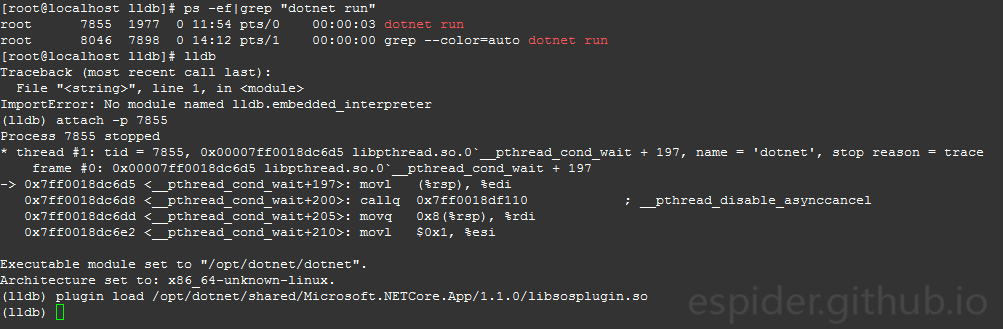 [root@localhost lldb]# ps -ef|grep "dotnet run"
root      7855  1977  0 11:54 pts/0    00:00:03 dotnet run
root      8046  7898  0 14:12 pts/1    00:00:00 grep --color=auto dotnet run
[root@localhost lldb]# lldb
Traceback (most recent call last):
  File "<string>", line 1, in <module>
ImportError: No module named lldb.embedded_interpreter
(lldb) attach -p 7855
Process 7855 stopped
* thread #1: tid = 7855, 0x00007ff0018dc6d5 libpthread.so.0`__pthread_cond_wait + 197, name = 'dotnet', stop reason = trace
    frame #0: 0x00007ff0018dc6d5 libpthread.so.0`__pthread_cond_wait + 197
-> 0x7ff0018dc6d5 <__pthread_cond_wait+197>: movl   (%rsp), %edi
   0x7ff0018dc6d8 <__pthread_cond_wait+200>: callq  0x7ff0018df110            ; __pthread_disable_asynccancel
   0x7ff0018dc6dd <__pthread_cond_wait+205>: movq   0x8(%rsp), %rdi
   0x7ff0018dc6e2 <__pthread_cond_wait+210>: movl   $0x1, %esi
Executable module set to "/opt/dotnet/dotnet".
Architecture set to: x86_64-unknown-linux.
(lldb) plugin load /opt/dotnet/shared/Microsoft.NETCore.App/1.1.0/libsosplugin.so
(lldb)
espider.github.io